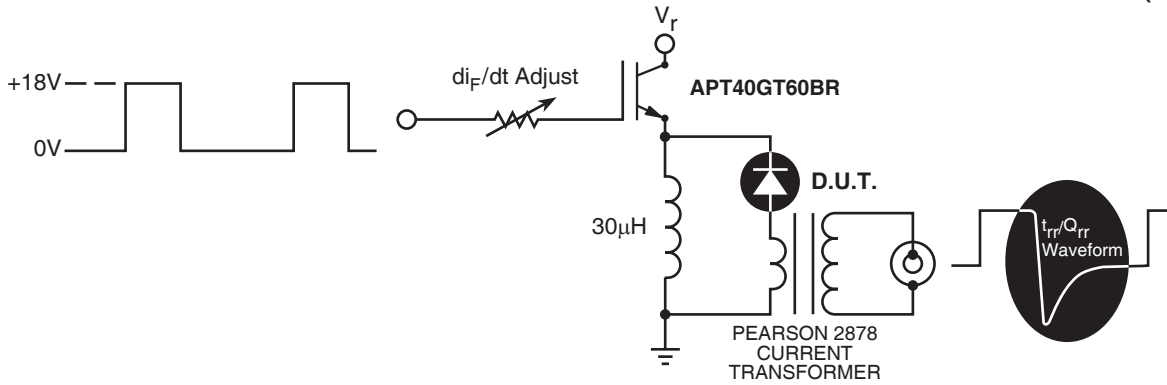 V_r
+18V
di_F/dt Adjust
APT40GT60BR
0V
D.U.T.
30μH
t_rr/Q_rr
Waveform
PEARSON 2878
CURRENT
TRANSFORMER